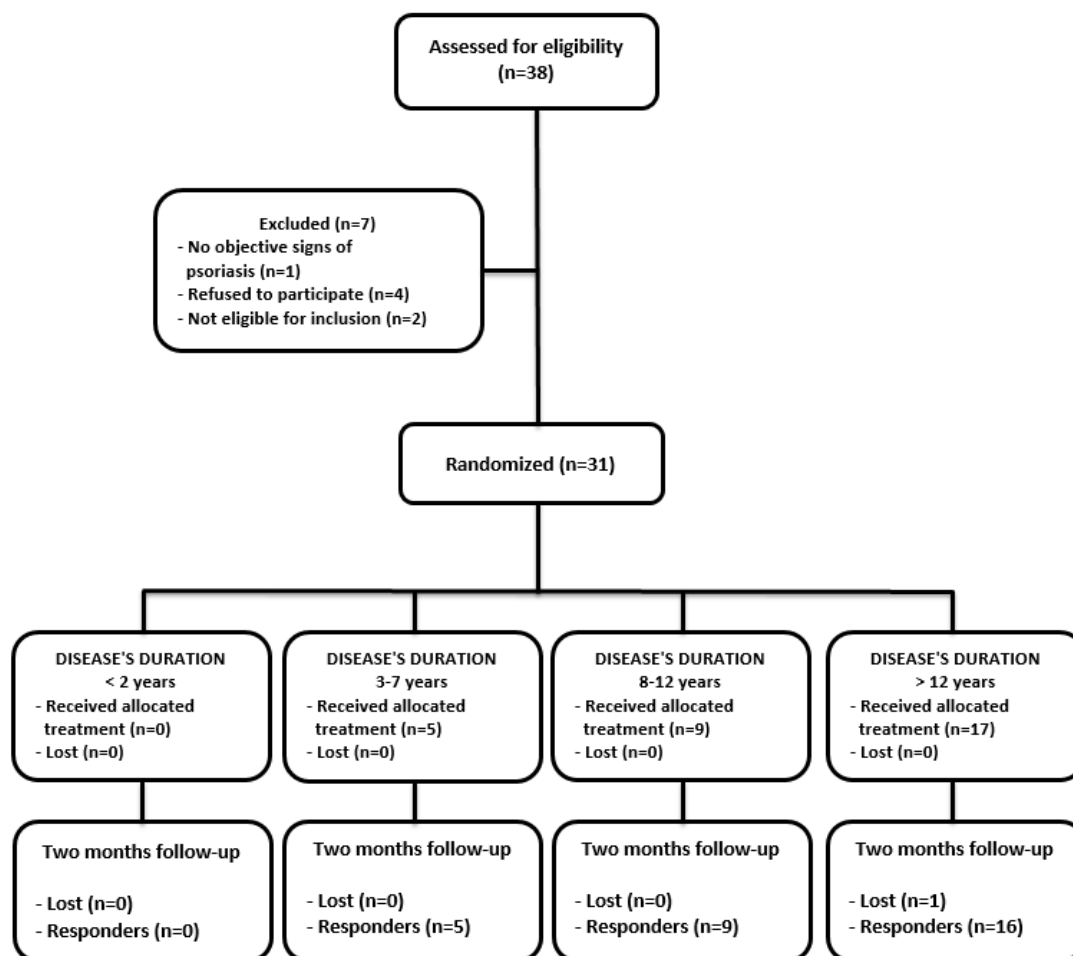 Assessed for eligibility
(n=38)
Excluded (n=7)
- No objective signs of
psoriasis (n=1)
- Refused to participate (n=4)
- Not eligible for inclusion (n=2)
Randomized (n=31)
DISEASE'S DURATION
< 2 years
- Received allocated
treatment (n=0)
- Lost (n=0)
DISEASE'S DURATION
3-7 years
- Received allocated
treatment (n=5)
- Lost (n=0)
DISEASE'S DURATION
8-12 years
- Received allocated
treatment (n=9)
- Lost (n=0)
DISEASE'S DURATION
> 12 years
- Received allocated
treatment (n=17)
- Lost (n=0)
Two months follow-up
- Lost (n=0)
- Responders (n=0)
Two months follow-up
- Lost (n=0)
- Responders (n=5)
Two months follow-up
- Lost (n=0)
- Responders (n=9)
Two months follow-up
- Lost (n=1)
- Responders (n=16)